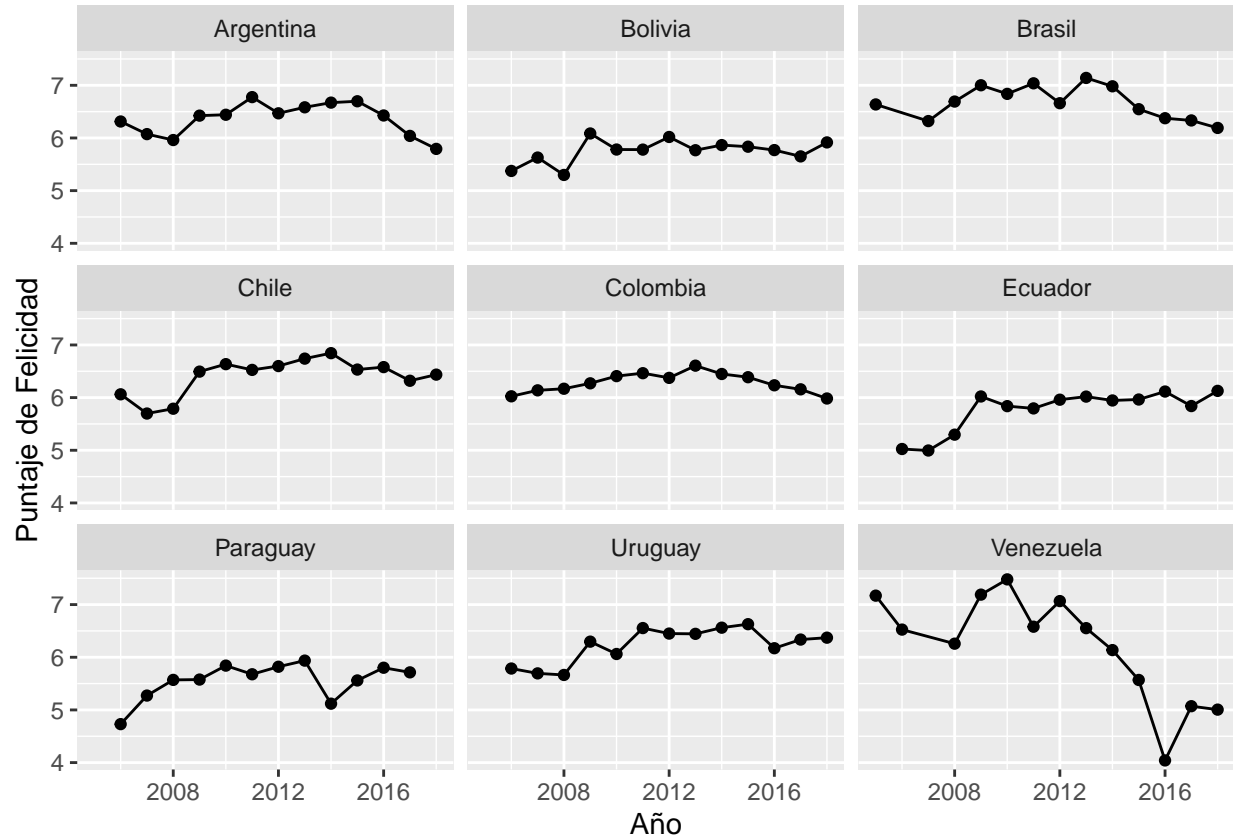 Argentina Bolivia Brasil
7
6
5
4
Chile Colombia Ecuador
7
6
5
4
Puntaje de Felicidad
Paraguay Uruguay Venezuela
7
6
5
4
2008 2012 2016 2008 2012 2016 2008 2012 2016
Año